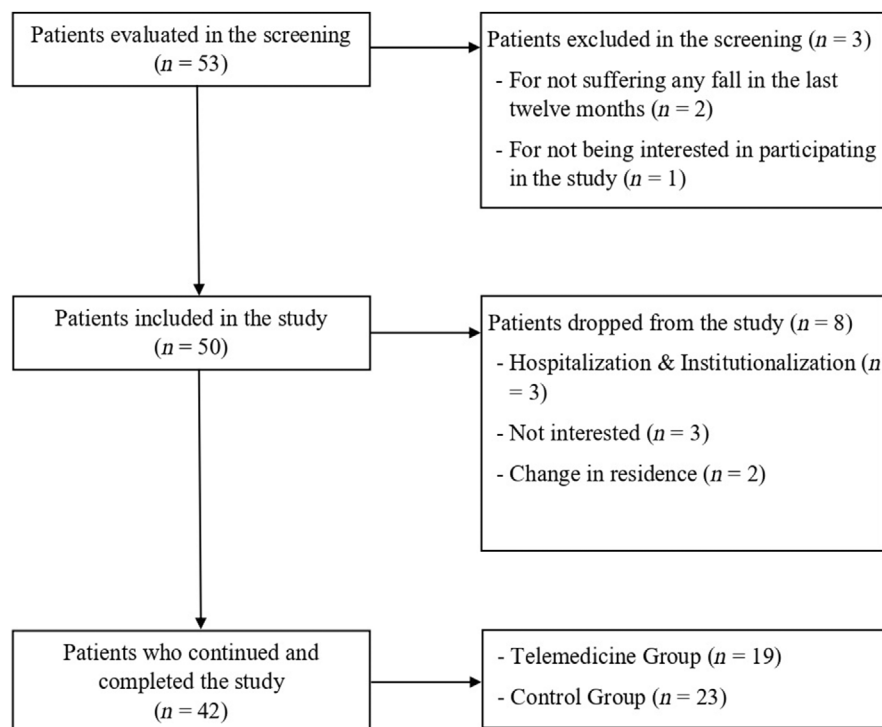 Patients evaluated in the screening
(n = 53)
Patients excluded in the screening (n = 3)
- For not suffering any fall in the last
twelve months (n = 2)
- For not being interested in participating
in the study (n = 1)
Patients included in the study
(n = 50)
Patients dropped from the study (n = 8)
- Hospitalization & Institutionalization (n
= 3)
- Not interested (n = 3)
- Change in residence (n = 2)
Patients who continued and
completed the study
(n = 42)
- Telemedicine Group (n = 19)
- Control Group (n = 23)